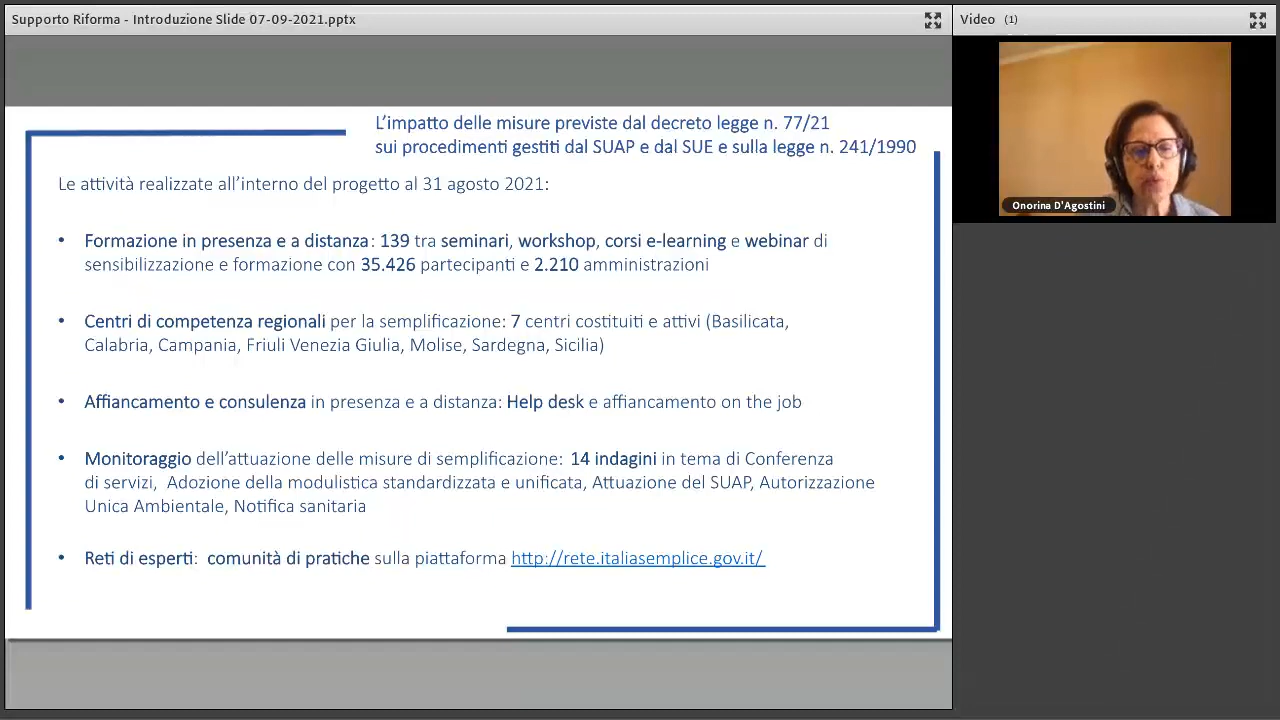 Supporto Riforma - Introduzione Slide 07-09-2021.pptx
Video (1)
L'impatto delle misure previste dal decreto legge n. 77/21
sui procedimenti gestiti dal SUAP e dal SUE e sulla legge n. 241/1990
Le attività realizzate all'interno del progetto al 31 agosto 2021:
• Formazione in presenza e a distanza: 139 tra seminari, workshop, corsi e-learning e webinar di
sensibilizzazione e formazione con 35.426 partecipanti e 2.210 amministrazioni
• Centri di competenza regionali per la semplificazione: 7 centri costituiti e attivi (Basilicata,
Calabria, Campania, Friuli Venezia Giulia, Molise, Sardegna, Sicilia)
• Affiancamento e consulenza in presenza e a distanza: Help desk e affiancamento on the job
• Monitoraggio dell'attuazione delle misure di semplificazione: 14 indagini in tema di Conferenza
di servizi, Adozione della modulistica standardizzata e unificata, Attuazione del SUAP, Autorizzazione
Unica Ambientale, Notifica sanitaria
• Reti di esperti: comunità di pratiche sulla piattaforma http://rete.italiasemplice.gov.it/
Onorina D'Agostini